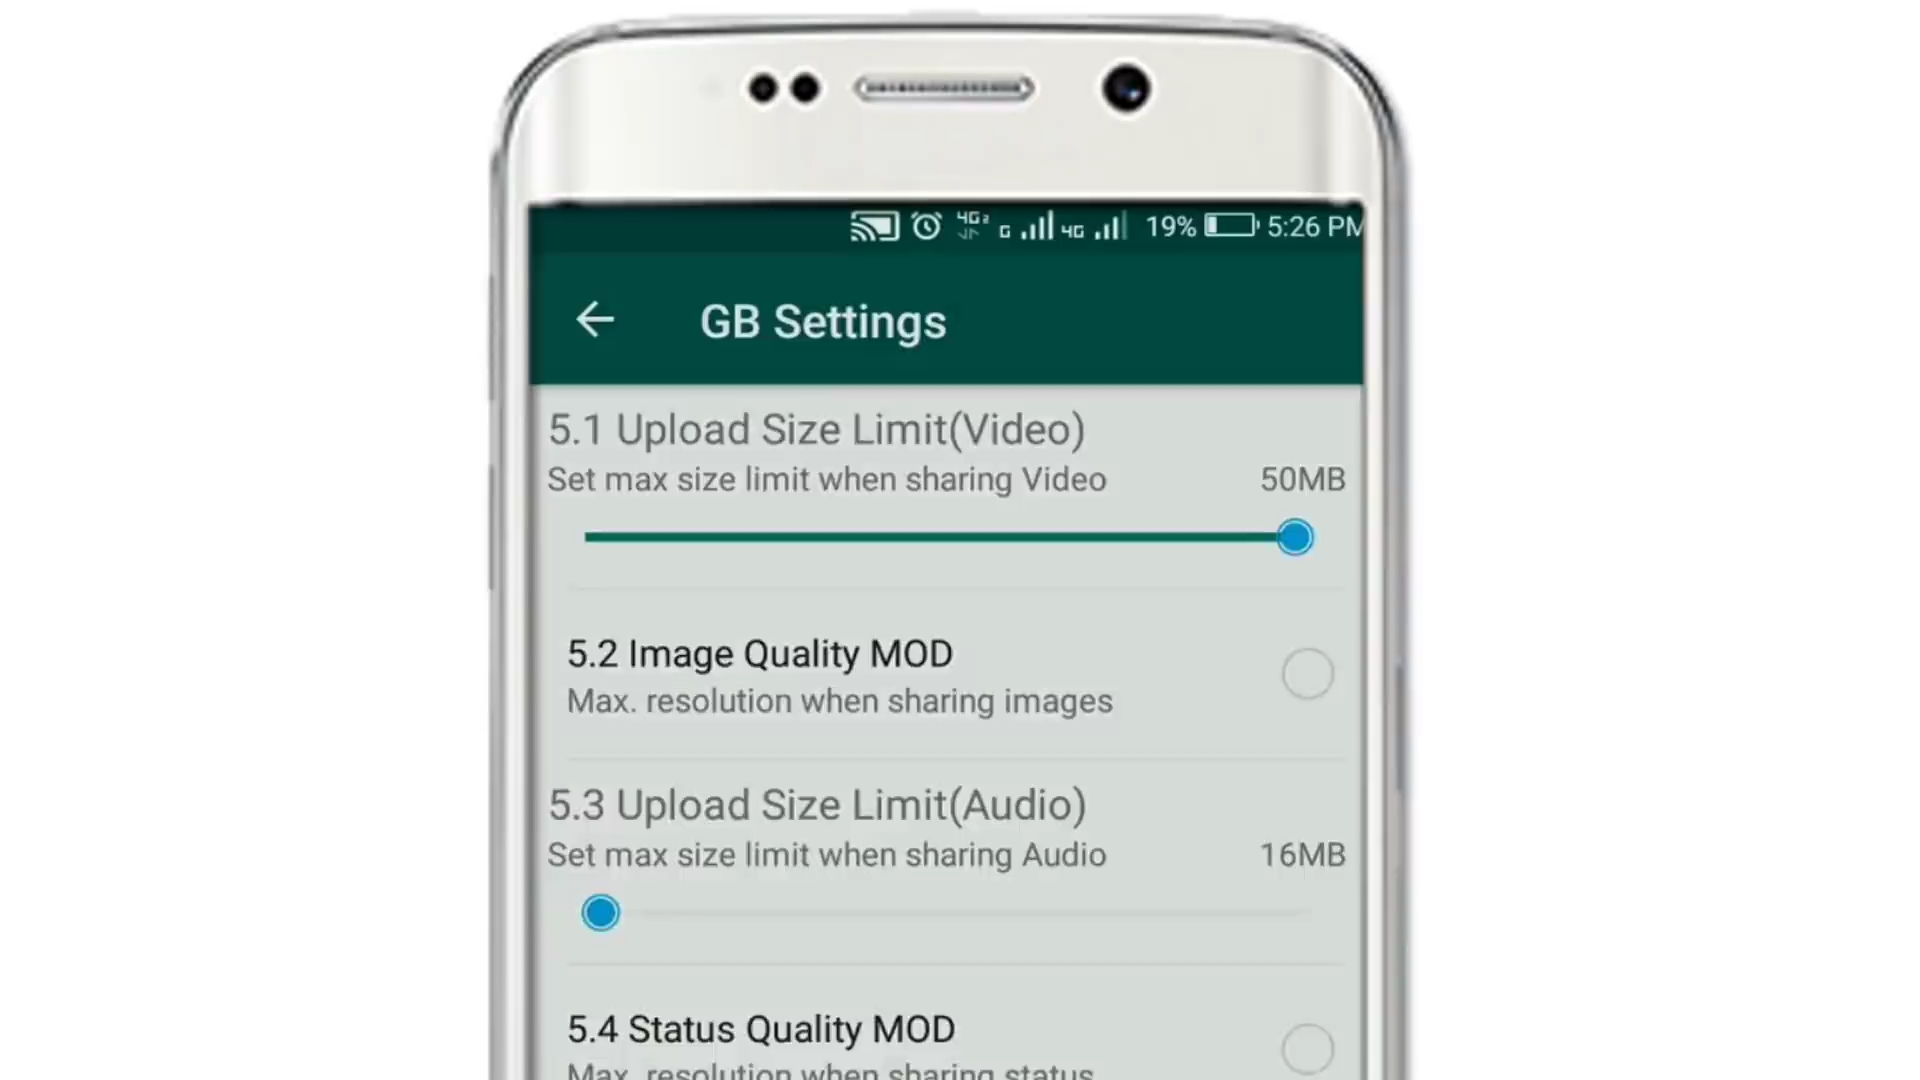 4G² G 4G 19% 5:26 PM
GB Settings
5.1 Upload Size Limit(Video)
Set max size limit when sharing Video 50MB
5.2 Image Quality MOD
Max. resolution when sharing images
5.3 Upload Size Limit(Audio)
Set max size limit when sharing Audio 16MB
5.4 Status Quality MOD
Max. resolution when sharing status